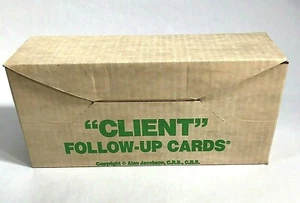 “CLIENT”
FOLLOW-UP CARDS®
Copyright © Alan Jacobson, C.R.B., C.R.S.